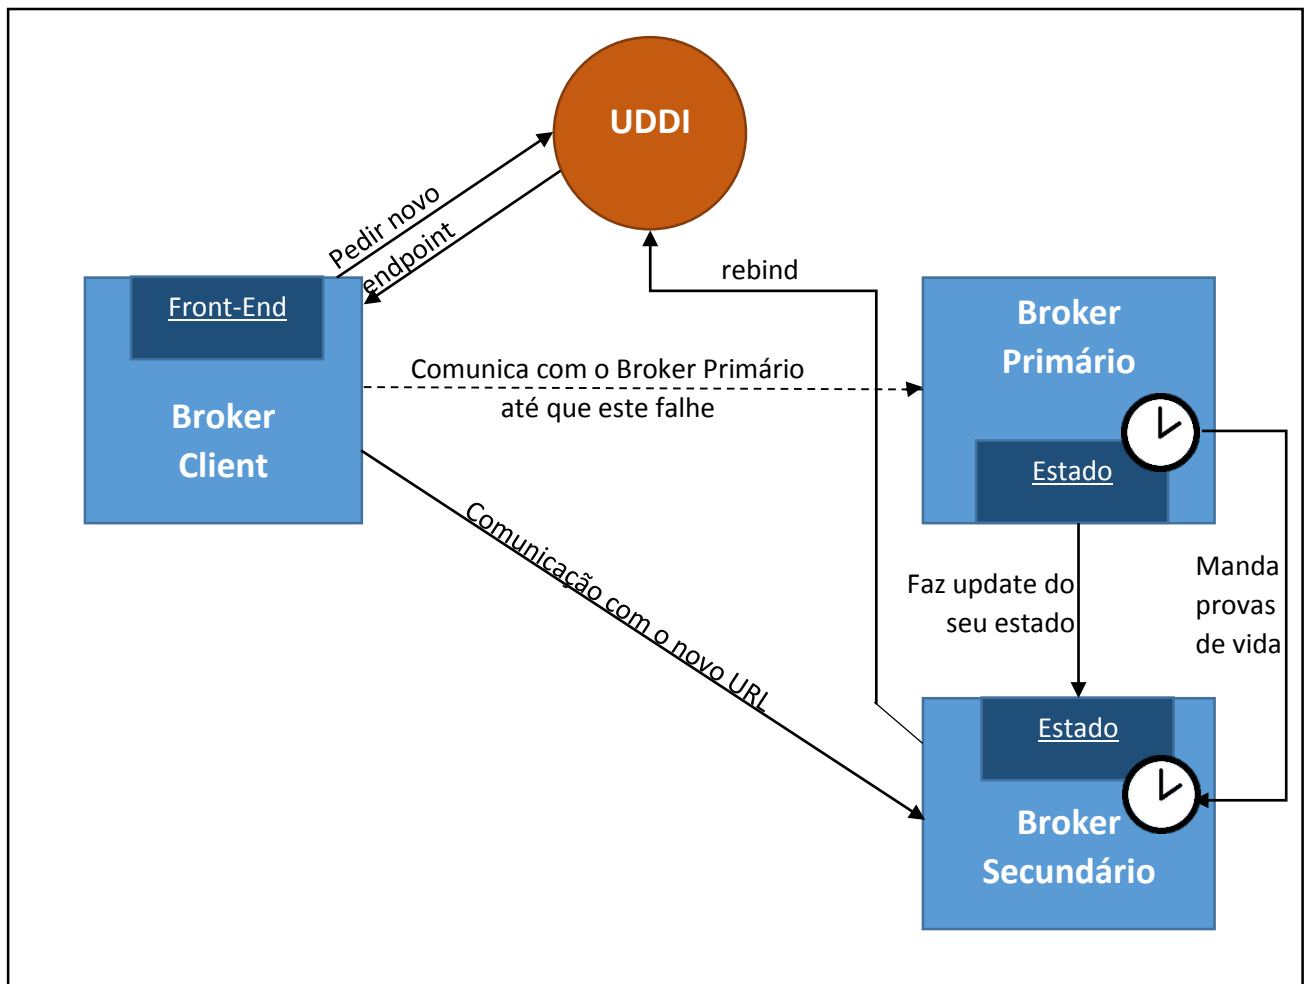 UDDI
Pedir novo
endpoint
rebind
Front-End
Broker
Client
Comunica com o Broker Primário
até que este falhe
Broker
Primário
Estado
Comunicação com o novo URL
Faz update do
seu estado
Manda
provas
de vida
Estado
Broker
Secundário